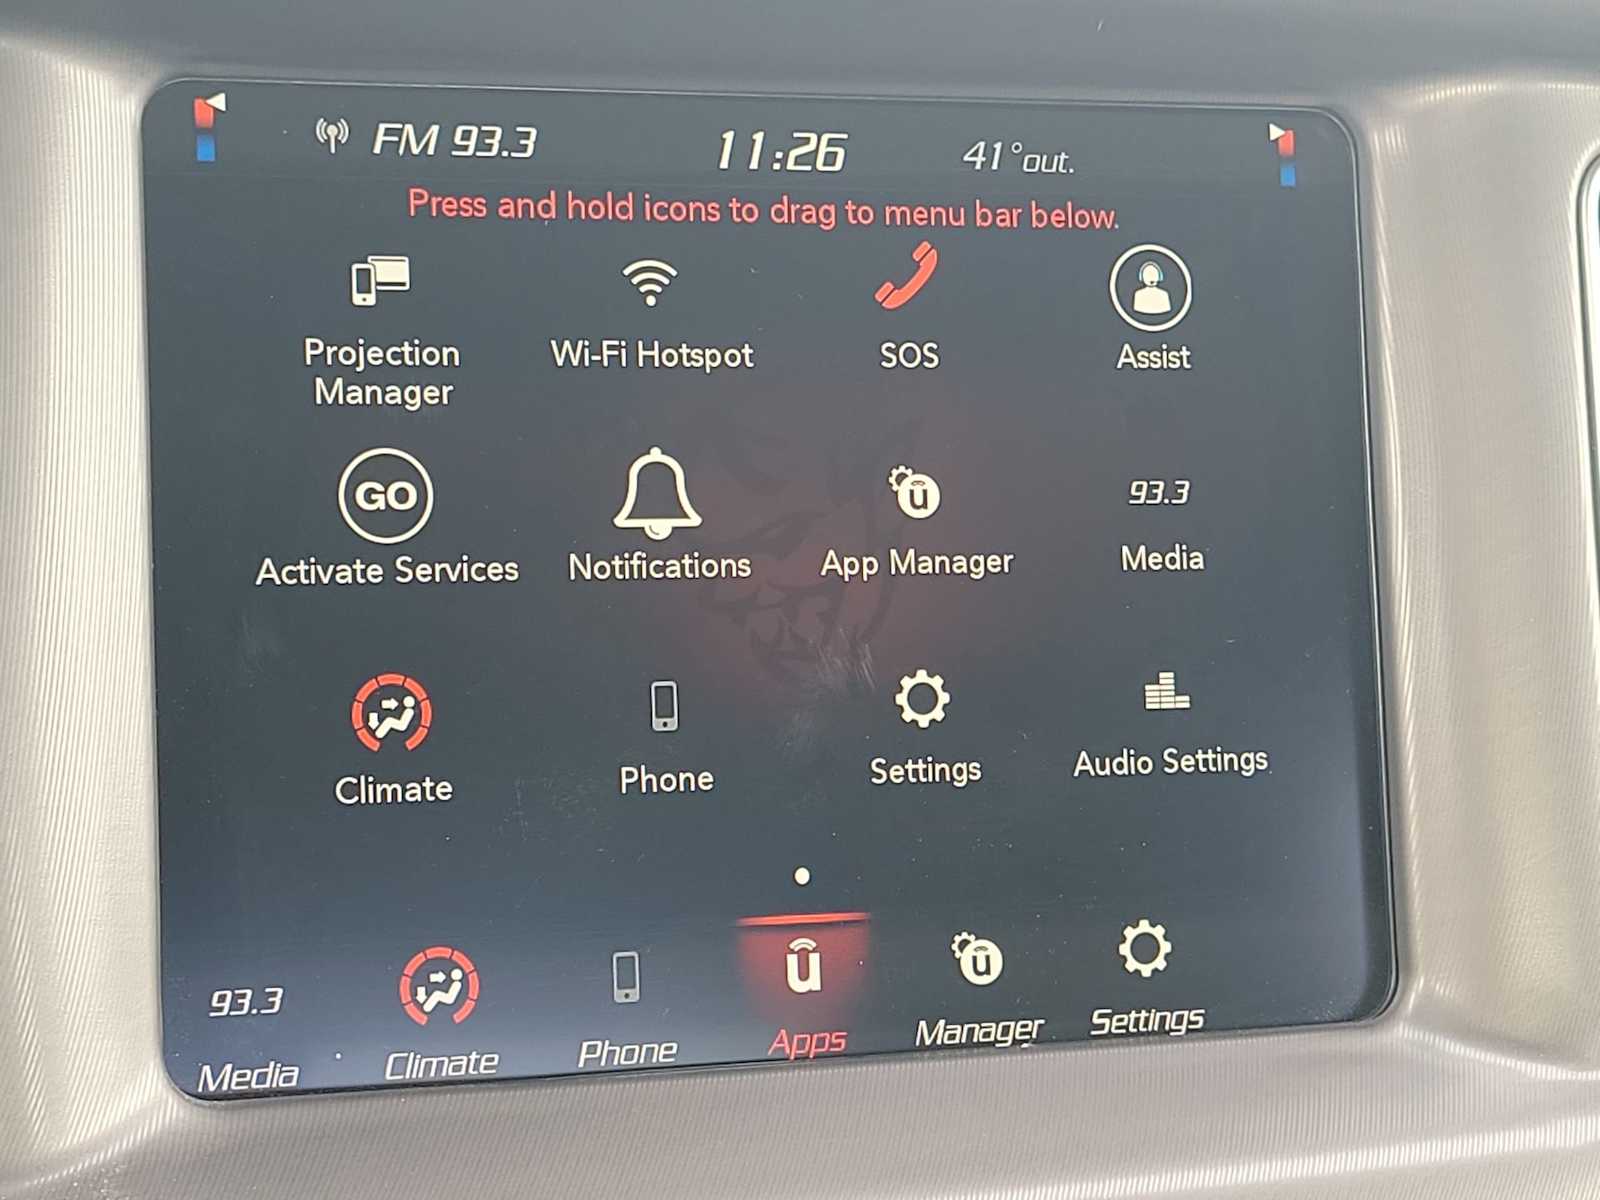 FM 93.3 11:26 41°out.
Press and hold icons to drag to menu bar below.
Projection Manager
Wi-Fi Hotspot
SOS
Assist
GO
Activate Services
Notifications
û
App Manager
93.3
Media
Climate
Phone
Settings
Audio Settings
93.3
Media
Climate
Phone
û
Apps
û
Manager
Settings